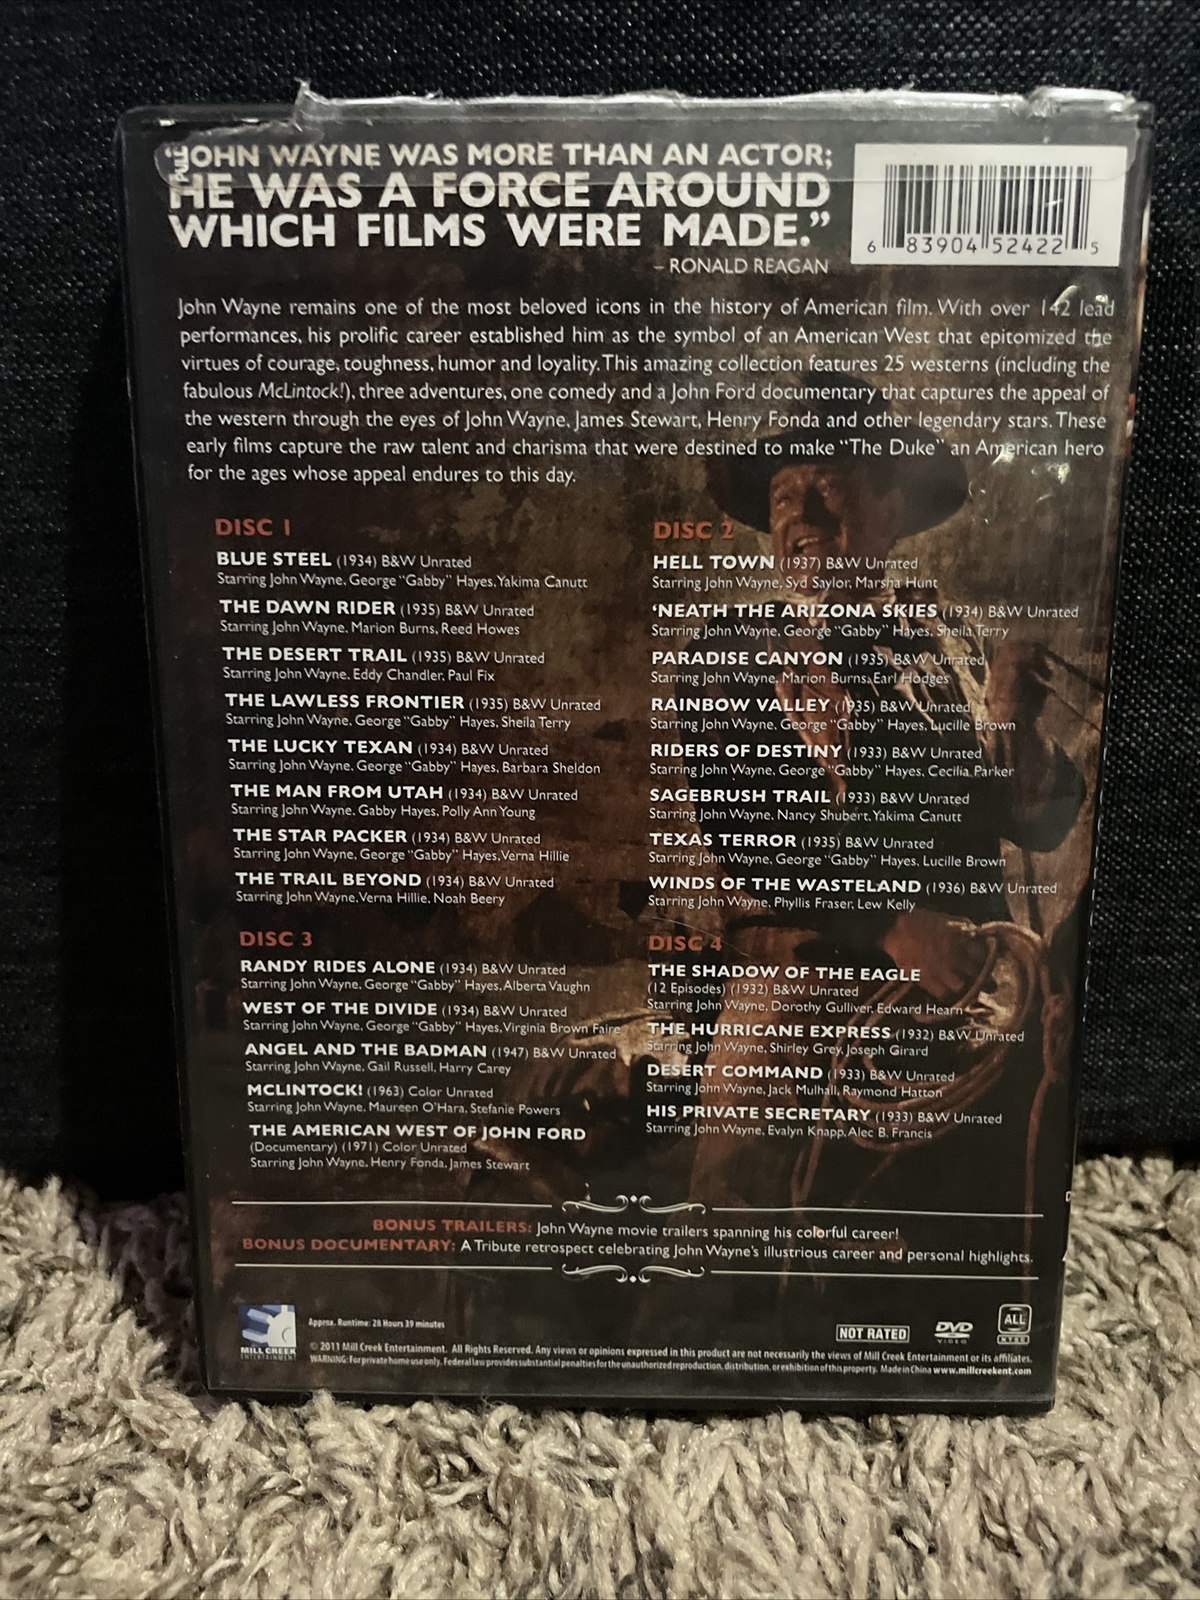 PULL
"JOHN WAYNE WAS MORE THAN AN ACTOR;
HE WAS A FORCE AROUND
WHICH FILMS WERE MADE."
– RONALD REAGAN
6 83904 52422 5
John Wayne remains one of the most beloved icons in the history of American film. With over 142 lead
performances, his prolific career established him as the symbol of an American West that epitomized the
virtues of courage, toughness, humor and loyality. This amazing collection features 25 westerns (including the
fabulous McLintock!), three adventures, one comedy and a John Ford documentary that captures the appeal of
the western through the eyes of John Wayne, James Stewart, Henry Fonda and other legendary stars. These
early films capture the raw talent and charisma that were destined to make "The Duke" an American hero
for the ages whose appeal endures to this day.
DISC 1
BLUE STEEL (1934) B&W Unrated
Starring John Wayne, George "Gabby" Hayes, Yakima Canutt
THE DAWN RIDER (1935) B&W Unrated
Starring John Wayne, Marion Burns, Reed Howes
THE DESERT TRAIL (1935) B&W Unrated
Starring John Wayne, Eddy Chandler, Paul Fix
THE LAWLESS FRONTIER (1935) B&W Unrated
Starring John Wayne, George "Gabby" Hayes, Sheila Terry
THE LUCKY TEXAN (1934) B&W Unrated
Starring John Wayne, George "Gabby" Hayes, Barbara Sheldon
THE MAN FROM UTAH (1934) B&W Unrated
Starring John Wayne, Gabby Hayes, Polly Ann Young
THE STAR PACKER (1934) B&W Unrated
Starring John Wayne, George "Gabby" Hayes, Verna Hillie
THE TRAIL BEYOND (1934) B&W Unrated
Starring John Wayne, Verna Hillie, Noah Beery
DISC 2
HELL TOWN (1937) B&W Unrated
Starring John Wayne, Syd Saylor, Marsha Hunt
'NEATH THE ARIZONA SKIES (1934) B&W Unrated
Starring John Wayne, George "Gabby" Hayes, Sheila Terry
PARADISE CANYON (1935) B&W Unrated
Starring John Wayne, Marion Burns, Earl Hodges
RAINBOW VALLEY (1935) B&W Unrated
Starring John Wayne, George "Gabby" Hayes, Lucille Brown
RIDERS OF DESTINY (1933) B&W Unrated
Starring John Wayne, George "Gabby" Hayes, Cecilia Parker
SAGEBRUSH TRAIL (1933) B&W Unrated
Starring John Wayne, Nancy Shubert, Yakima Canutt
TEXAS TERROR (1935) B&W Unrated
Starring John Wayne, George "Gabby" Hayes, Lucille Brown
WINDS OF THE WASTELAND (1936) B&W Unrated
Starring John Wayne, Phyllis Fraser, Lew Kelly
DISC 3
RANDY RIDES ALONE (1934) B&W Unrated
Starring John Wayne, George "Gabby" Hayes, Alberta Vaughn
WEST OF THE DIVIDE (1934) B&W Unrated
Starring John Wayne, George "Gabby" Hayes, Virginia Brown Faire
ANGEL AND THE BADMAN (1947) B&W Unrated
Starring John Wayne, Gail Russell, Harry Carey
MCLINTOCK! (1963) Color Unrated
Starring John Wayne, Maureen O'Hara, Stefanie Powers
THE AMERICAN WEST OF JOHN FORD
(Documentary) (1971) Color Unrated
Starring John Wayne, Henry Fonda, James Stewart
DISC 4
THE SHADOW OF THE EAGLE
(12 Episodes) (1932) B&W Unrated
Starring John Wayne, Dorothy Gulliver, Edward Hearn
THE HURRICANE EXPRESS (1932) B&W Unrated
Starring John Wayne, Shirley Grey, Joseph Girard
DESERT COMMAND (1933) B&W Unrated
Starring John Wayne, Jack Mulhall, Raymond Hatton
HIS PRIVATE SECRETARY (1933) B&W Unrated
Starring John Wayne, Evalyn Knapp, Alec B. Francis
BONUS TRAILERS: John Wayne movie trailers spanning his colorful career!
BONUS DOCUMENTARY: A Tribute retrospect celebrating John Wayne's illustrious career and personal highlights.
MILL CREEK
ENTERTAINMENT
Approx. Runtime: 28 Hours 39 minutes
NOT RATED
DVD
VIDEO
ALL
NTSC
© 2011 Mill Creek Entertainment. All Rights Reserved. Any views or opinions expressed in this product are not necessarily the views of Mill Creek Entertainment or its affiliates.
WARNING: For private home use only. Federal law provides substantial penalties for the unauthorized reproduction, distribution, or exhibition of this property. Made in China www.millcreekent.com